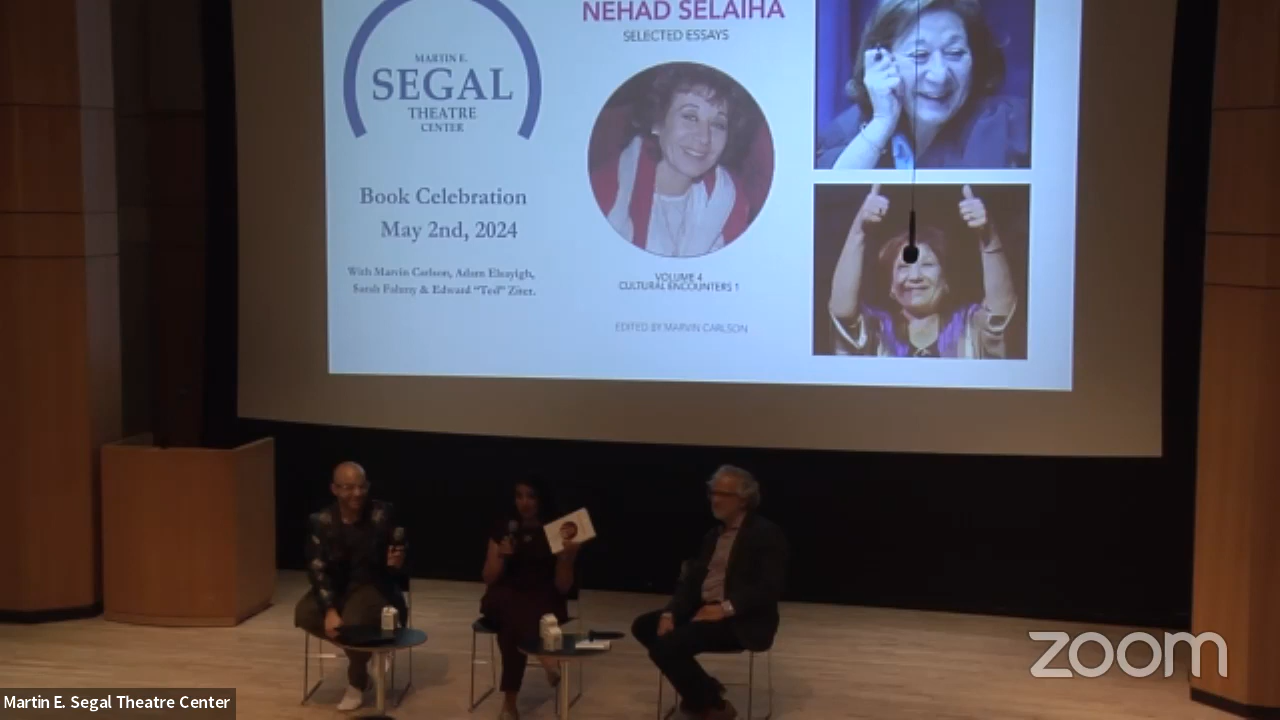 MARTIN E.
SEGAL
THEATRE
CENTER
Book Celebration
May 2nd, 2024
With Marvin Carlson, Adam Elsayigh,
Sarah Fahmy & Edward “Ted” Ziter.
NEHAD SELAIHA
SELECTED ESSAYS
VOLUME 4
CULTURAL ENCOUNTERS 1
EDITED BY MARVIN CARLSON
zoom
Martin E. Segal Theatre Center